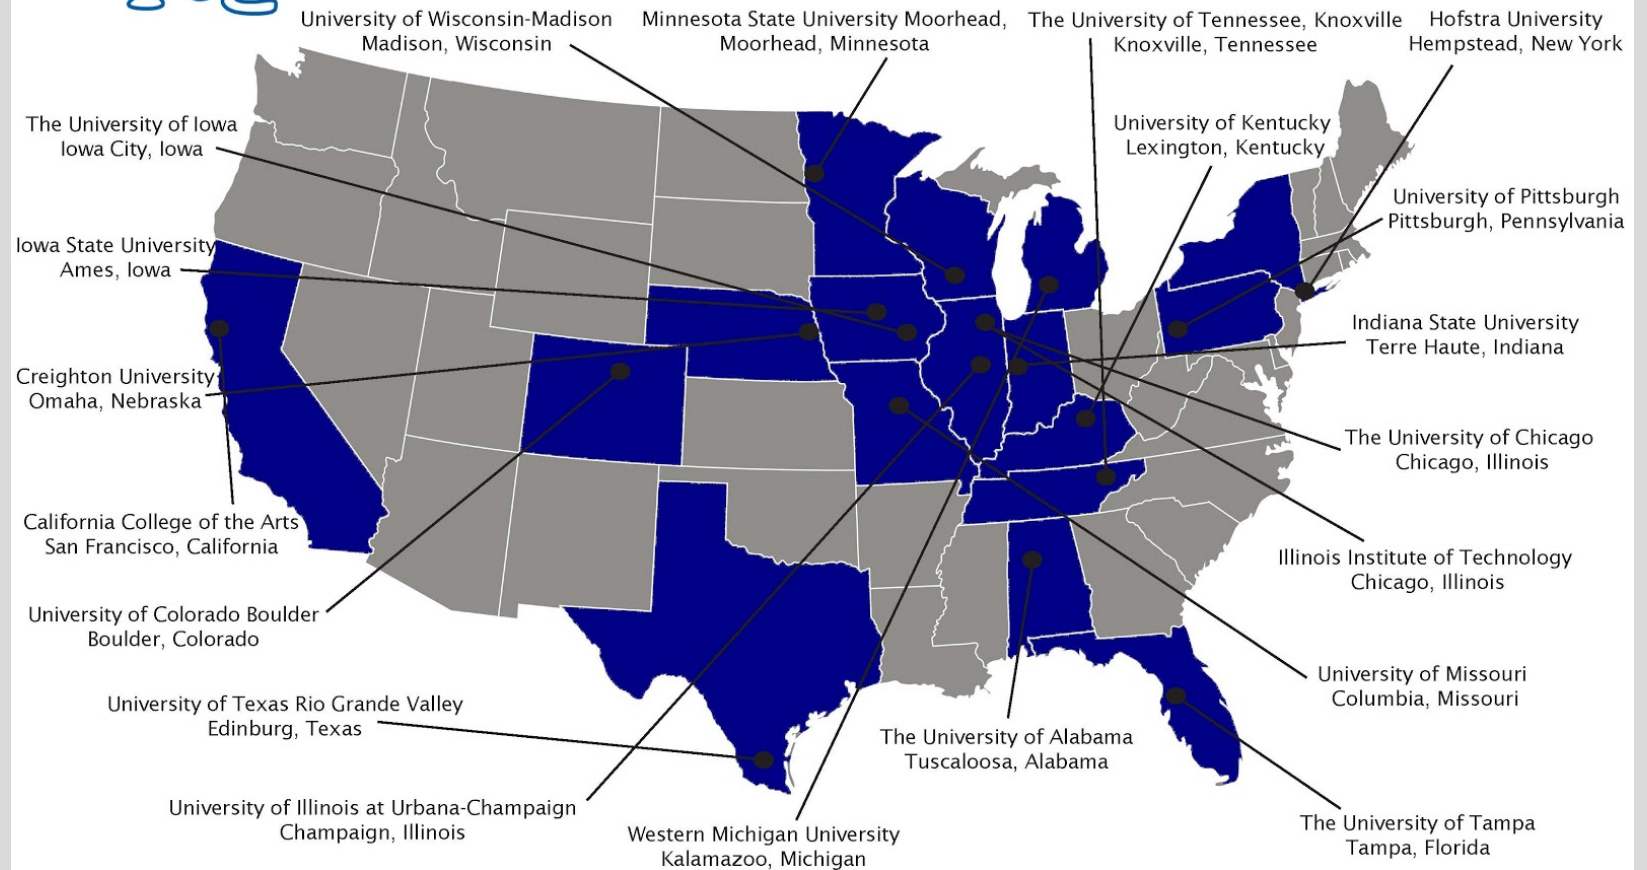 University of Wisconsin-Madison
Madison, Wisconsin
Minnesota State University Moorhead,
Moorhead, Minnesota
The University of Tennessee, Knoxville
Knoxville, Tennessee
Hofstra University
Hempstead, New York
The University of Iowa
Iowa City, Iowa
University of Kentucky
Lexington, Kentucky
University of Pittsburgh
Pittsburgh, Pennsylvania
Iowa State University
Ames, Iowa
Indiana State University
Terre Haute, Indiana
Creighton University
Omaha, Nebraska
The University of Chicago
Chicago, Illinois
California College of the Arts
San Francisco, California
Illinois Institute of Technology
Chicago, Illinois
University of Colorado Boulder
Boulder, Colorado
University of Missouri
Columbia, Missouri
University of Texas Rio Grande Valley
Edinburg, Texas
The University of Alabama
Tuscaloosa, Alabama
University of Illinois at Urbana-Champaign
Champaign, Illinois
Western Michigan University
Kalamazoo, Michigan
The University of Tampa
Tampa, Florida